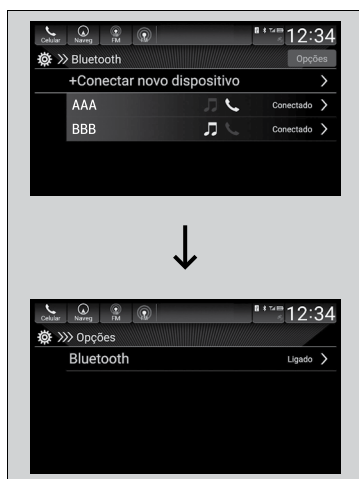 Celular Naveg FM 12:34
Bluetooth Opções
+Conectar novo dispositivo
AAA Conectado
BBB Conectado
Celular Naveg FM 12:34
Opções
Bluetooth Ligado